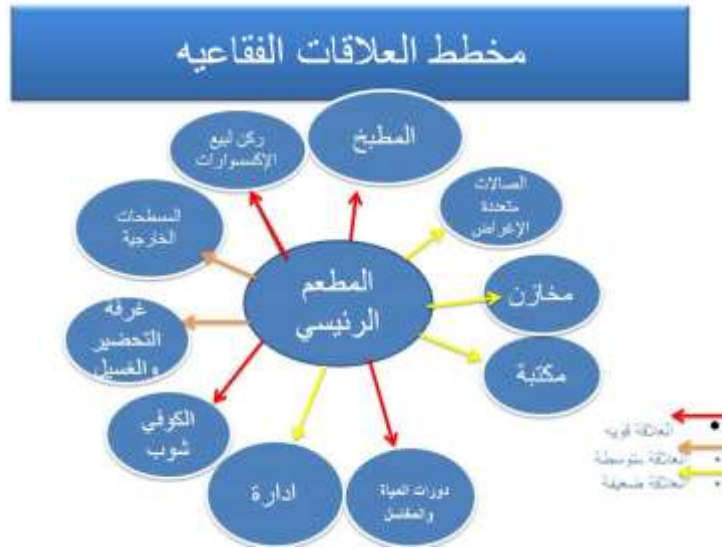 مخطط العلاقات الفقاعيه
المطبخ
ركن لبيع
الإكسسوارات
الصالات
متعددة
الإغراض
المسطحات
الخارجية
المطعم
الرئيسي
مخازن
غرفة
التحضير
والغسيل
مكتبة
الكوفي
شوب
ادارة
دورات المياة
والمغاسل
العلاقة قويه
العلاقة متوسطة
العلاقة ضعيفة